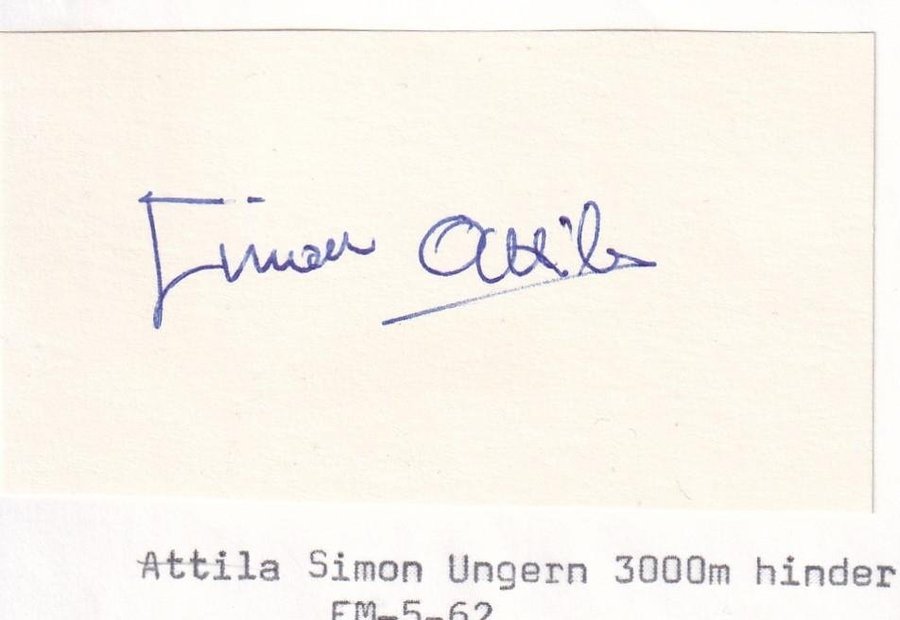 Simon Attila
Attila Simon Ungern 3000m hinder
EM-5-62